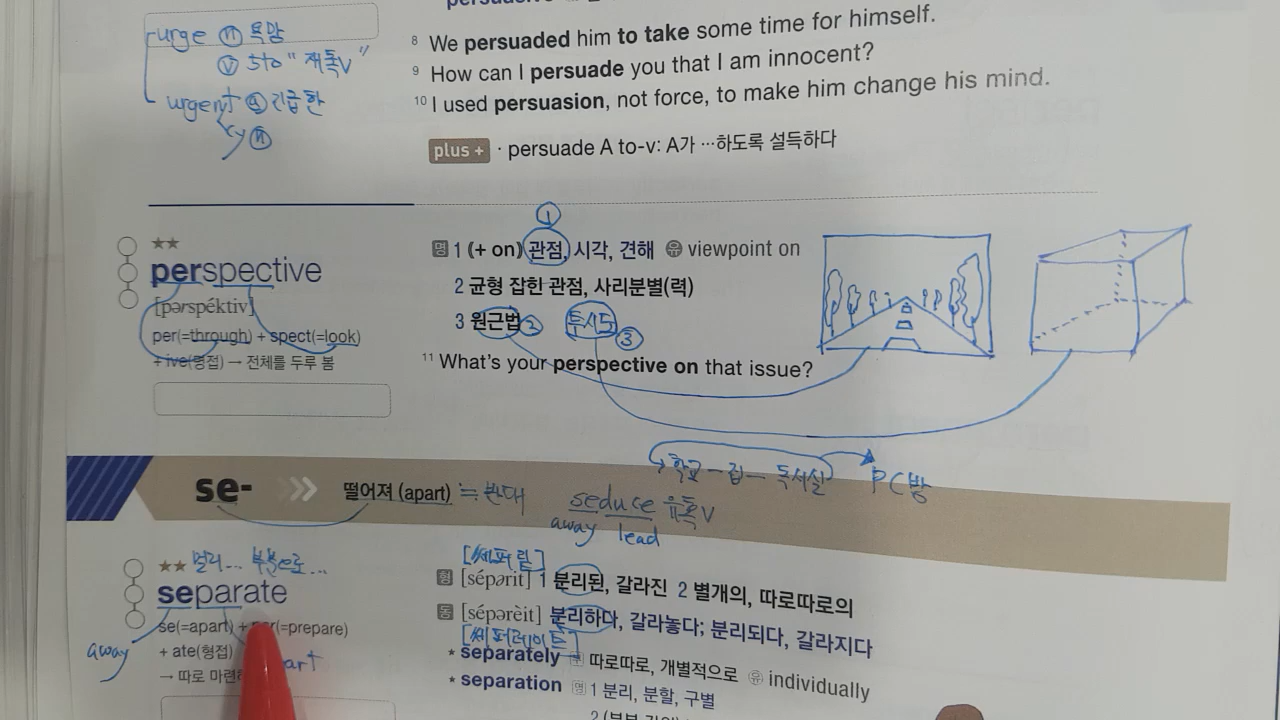 urge ⓝ 욕망
ⓥ 5to "재촉V"
urgent ⓐ 긴급한
cy ⓝ
⁸ We persuaded him to take some time for himself.
⁹ How can I persuade you that I am innocent?
¹⁰ I used persuasion, not force, to make him change his mind.
plus + · persuade A to-v: A가 …하도록 설득하다
①
★★
perspective
[pərspéktiv]
per(=through) + spect(=look)
+ ive(명접) → 전체를 두루 봄
명 1 (+ on) 관점, 시각, 견해 유 viewpoint on
2 균형 잡힌 관점, 사리분별(력)
3 원근법 ② 투시도 ③
¹¹ What's your perspective on that issue?
학교 - 집 - 독서실 PC방
se- 떨어져 (apart) ≒ 반대 seduce 유혹V
away lead
★★ 멀리... 부분으로...
separate
se(=apart) + (=prepare)
away + ate(형접)
→ 따로
[쎄퍼릩]
형 [sépərit] 1 분리된, 갈라진 2 별개의, 따로따로의
동 [sépərèit] 분리하다, 갈라놓다; 분리되다, 갈라지다
[쎄퍼레이트]
* separately 부 따로따로, 개별적으로 유 individually
* separation 명 1 분리, 분할, 구별